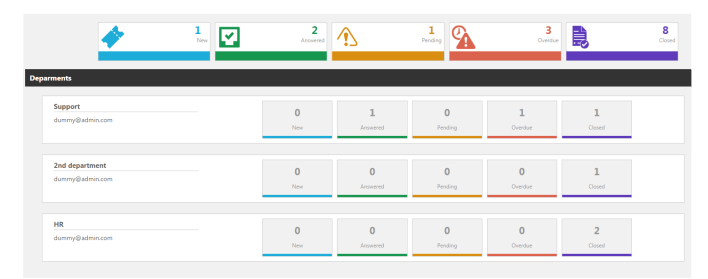 1
New
2
Answered
1
Pending
3
Overdue
8
Closed
Deparments
Support
dummy@admin.com
0
New
1
Answered
0
Pending
1
Overdue
1
Closed
2nd department
dummy@admin.com
0
New
0
Answered
0
Pending
0
Overdue
1
Closed
HR
dummy@admin.com
0
New
0
Answered
0
Pending
0
Overdue
2
Closed